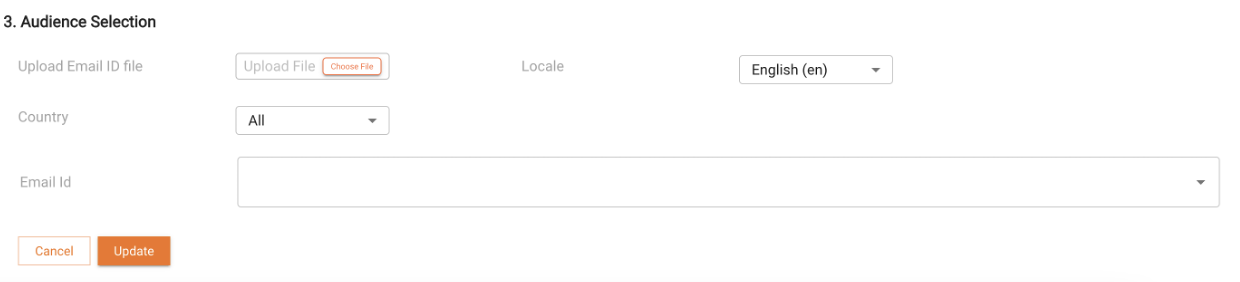 3. Audience Selection
Upload Email ID file
Upload File Choose File
Locale
English (en)
Country
All
Email Id
Cancel
Update